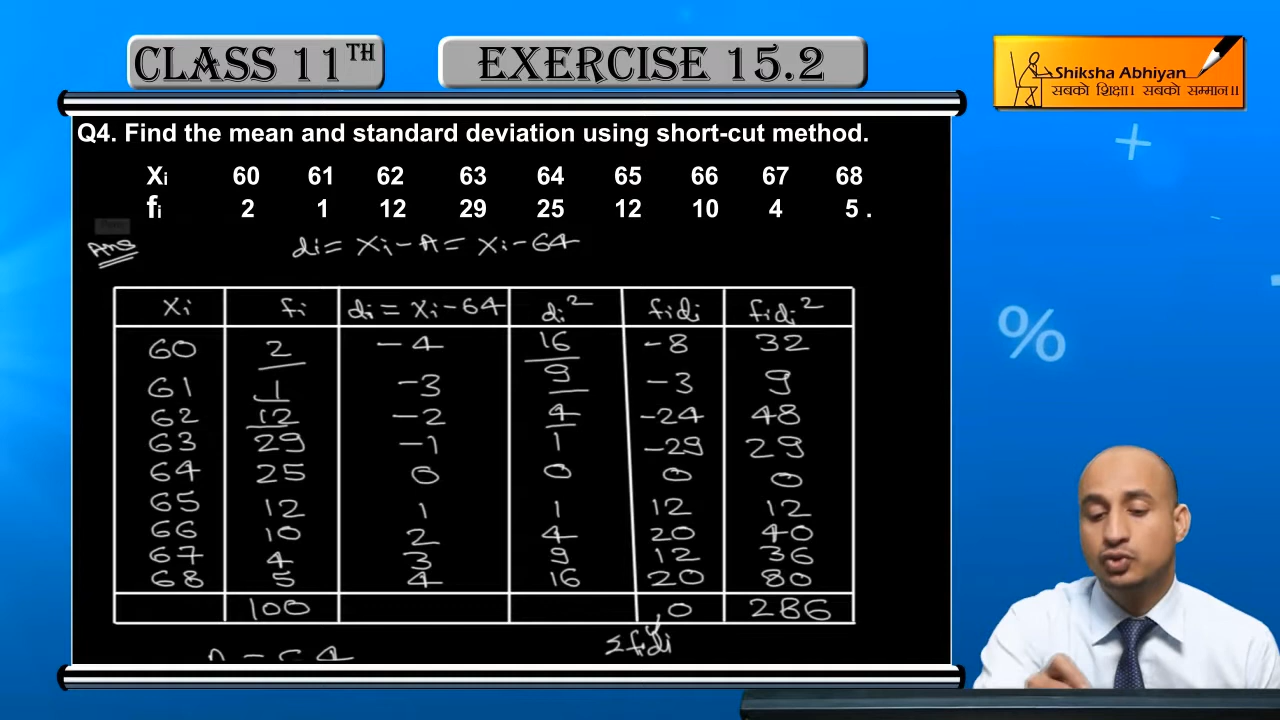 CLASS 11TH
EXERCISE 15.2
Shiksha Abhiyan
सबको शिक्षा। सबको सम्मान॥
Q4. Find the mean and standard deviation using short-cut method.
Xi 60 61 62 63 64 65 66 67 68
fi 2 1 12 29 25 12 10 4 5 .
Ans
di = Xi - A = Xi - 64
Xi fi di = Xi - 64 di² fidi fidi²
60 2 -4 16 -8 32
61 1 -3 9 -3 9
62 12 -2 4 -24 48
63 29 -1 1 -29 29
64 25 0 0 0 0
65 12 1 1 12 12
66 10 2 4 20 40
67 4 3 9 12 36
68 5 4 16 20 80
100 0 286
Σfidi
+
%